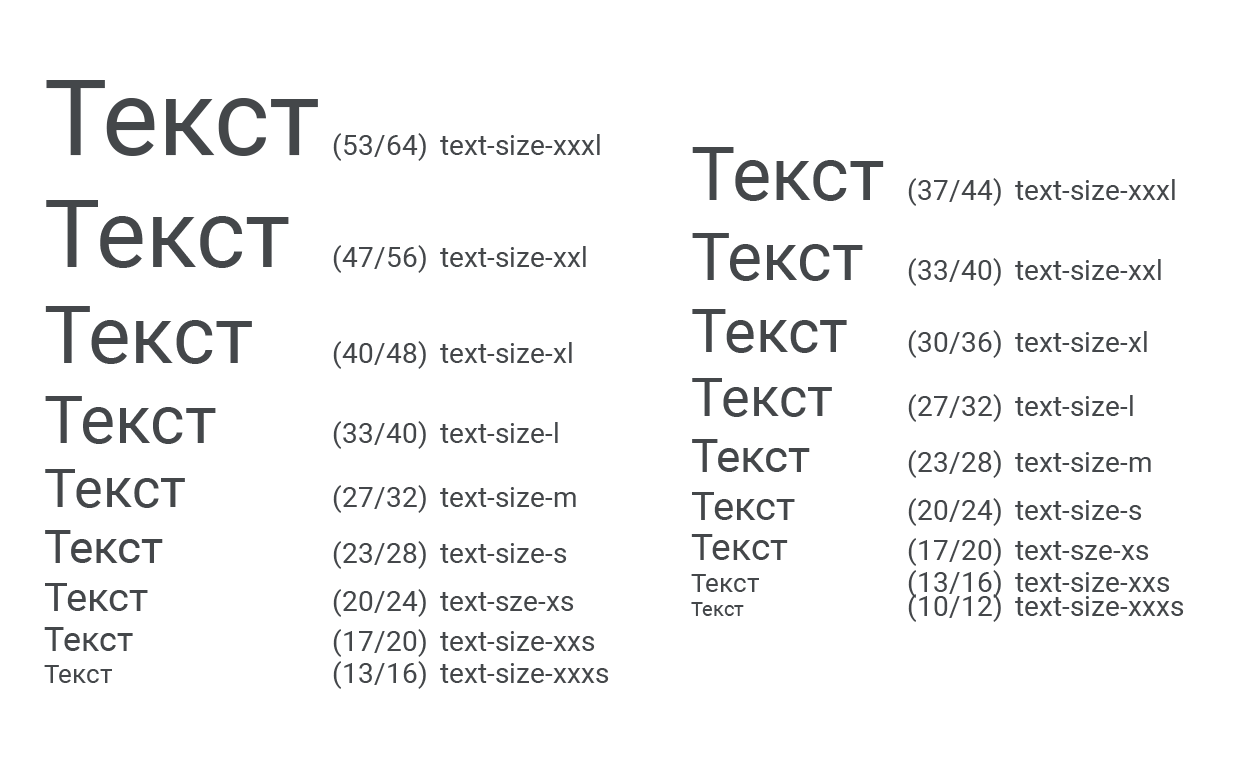 Текст (53/64) text-size-xxxl
Текст (47/56) text-size-xxl
Текст (40/48) text-size-xl
Текст (33/40) text-size-l
Текст (27/32) text-size-m
Текст (23/28) text-size-s
Текст (20/24) text-sze-xs
Текст (17/20) text-size-xxs
Текст (13/16) text-size-xxxs
Текст (37/44) text-size-xxxl
Текст (33/40) text-size-xxl
Текст (30/36) text-size-xl
Текст (27/32) text-size-l
Текст (23/28) text-size-m
Текст (20/24) text-size-s
Текст (17/20) text-sze-xs
Текст (13/16) text-size-xxs
Текст (10/12) text-size-xxxs